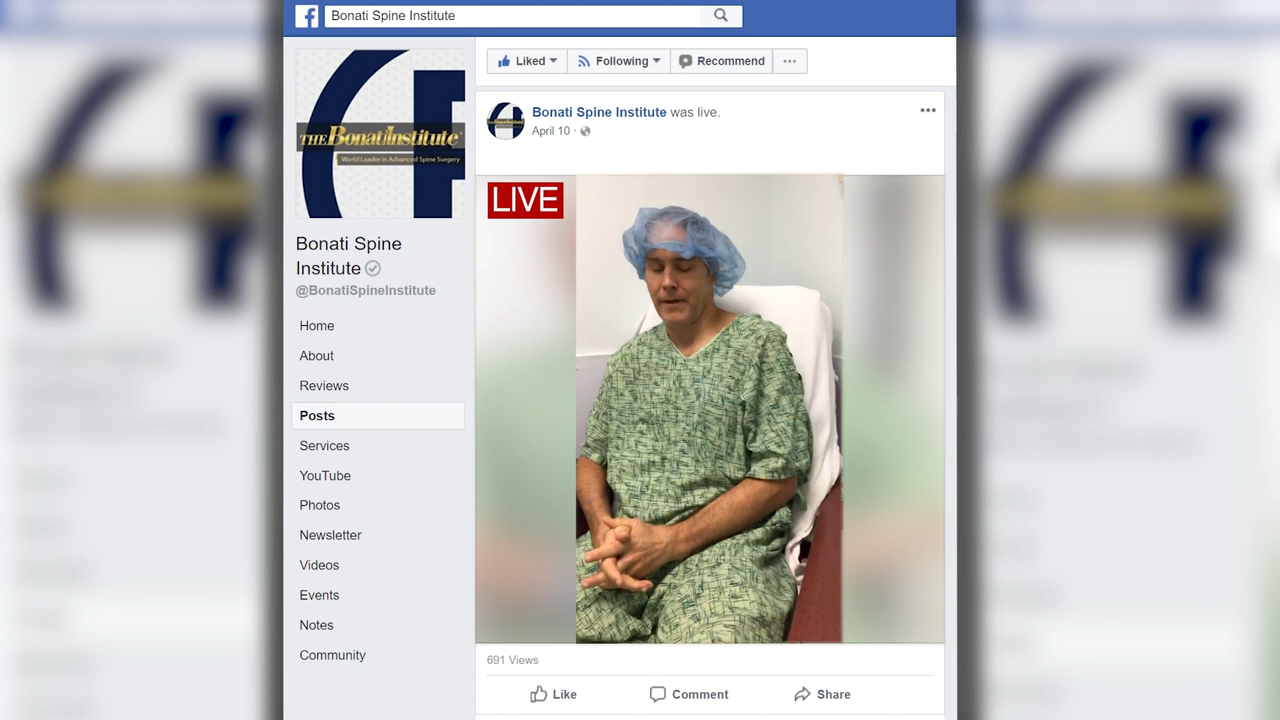 Bonati Spine Institute
Liked
Following
Recommend
THE Bonati Institute
World Leader in Advanced Spine Surgery
Bonati Spine Institute was live.
April 10 ·
LIVE
Bonati Spine
Institute
@BonatiSpineInstitute
Home
About
Reviews
Posts
Services
YouTube
Photos
Newsletter
Videos
Events
Notes
Community
691 Views
Like
Comment
Share